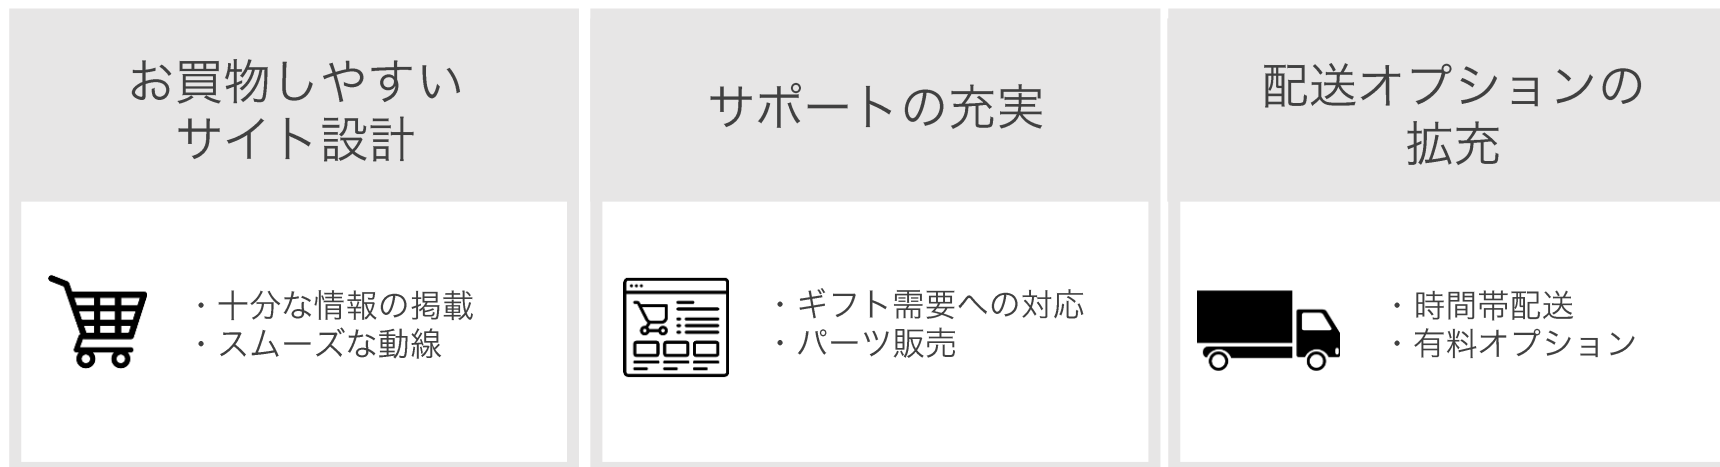 お買物しやすい
サイト設計
・十分な情報の掲載
・スムーズな動線
サポートの充実
・ギフト需要への対応
・パーツ販売
配送オプションの
拡充
・時間帯配送
・有料オプション